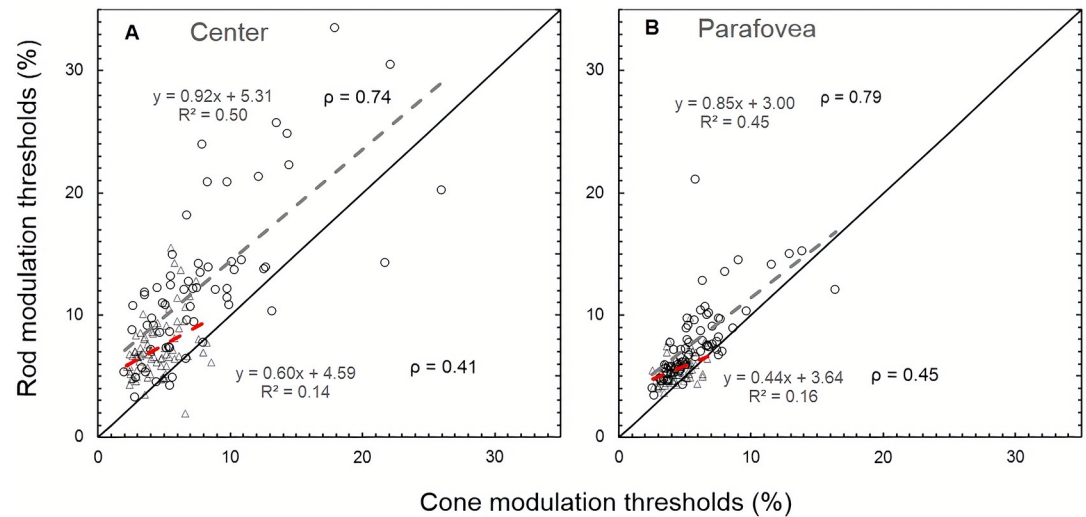 A
Center
y = 0.92x + 5.31
R² = 0.50
ρ = 0.74
y = 0.60x + 4.59
R² = 0.14
ρ = 0.41
30
20
10
0
0
10
20
30
B
Parafovea
y = 0.85x + 3.00
R² = 0.45
ρ = 0.79
y = 0.44x + 3.64
R² = 0.16
ρ = 0.45
30
20
10
0
0
10
20
30
Rod modulation thresholds (%)
Cone modulation thresholds (%)